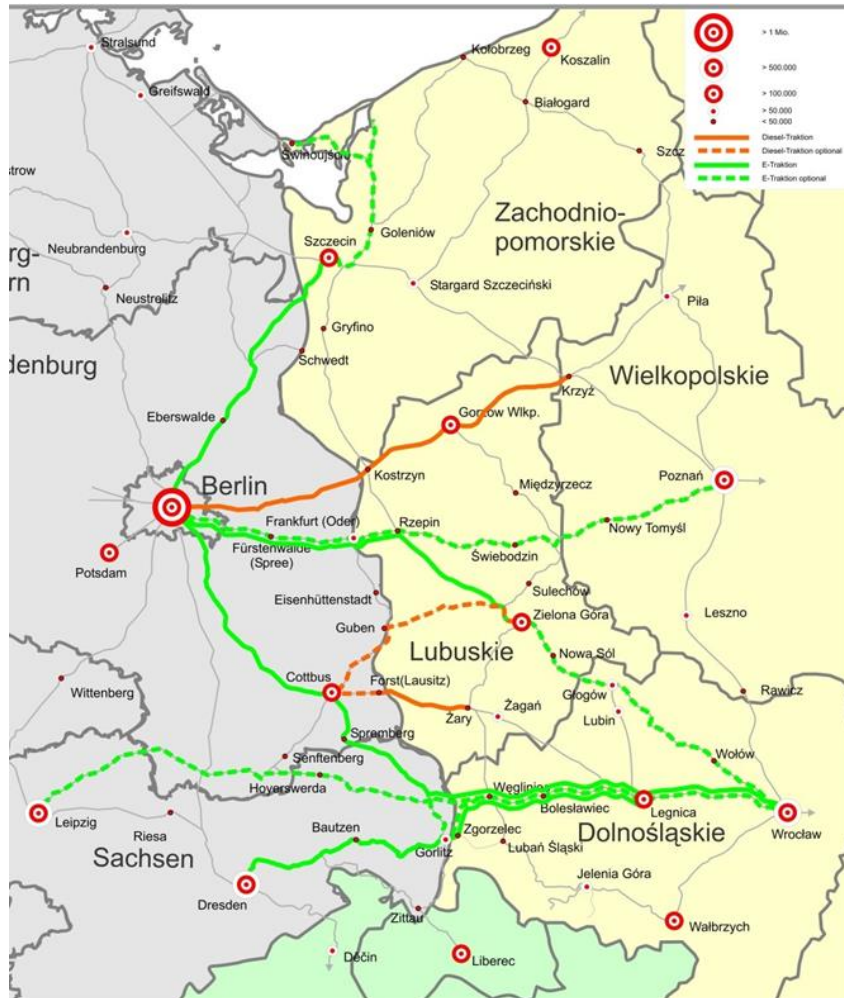 Stralsund
Greifswald
strow
Neubrandenburg
rg-
rn
Neustrelitz
denburg
Eberswalde
Berlin
Potsdam
Kołobrzeg
Koszalin
Białogard
Szcz
Świnoujście
Szczecin
Goleniów
Zachodnio-
pomorskie
Stargard Szczeciński
Gryfino
Schwedt
Piła
Krzyż
Wielkopolskie
Gorzow Wlkp.
Kostrzyn
Międzyrzecz
Poznań
Frankfurt (Oder)
Rzepin
Nowy Tomyśl
Fürstenwalde
(Spree)
Świebodzin
Eisenhüttenstadt
Sulechów
Guben
Zielona Góra
Leszno
Lubuskie
Nowa Sól
Cottbus
Forst(Lausitz)
Głogów
Rawicz
Wittenberg
Żary
Żagań
Lubin
Spremberg
Senftenberg
Wołów
Hoyerswerda
Węgliniec
Bolesławiec
Legnica
Leipzig
Riesa
Bautzen
Zgorzelec
Wrocław
Sachsen
Görlitz
Lubań Śląski
Dolnośląskie
Dresden
Jelenia Góra
Zittau
Wałbrzych
Děčin
Liberec
> 1 Mio.
> 500.000
> 100.000
> 50.000
< 50.000
Diesel-Traktion
Diesel-Traktion optional
E-Traktion
E-Traktion optional